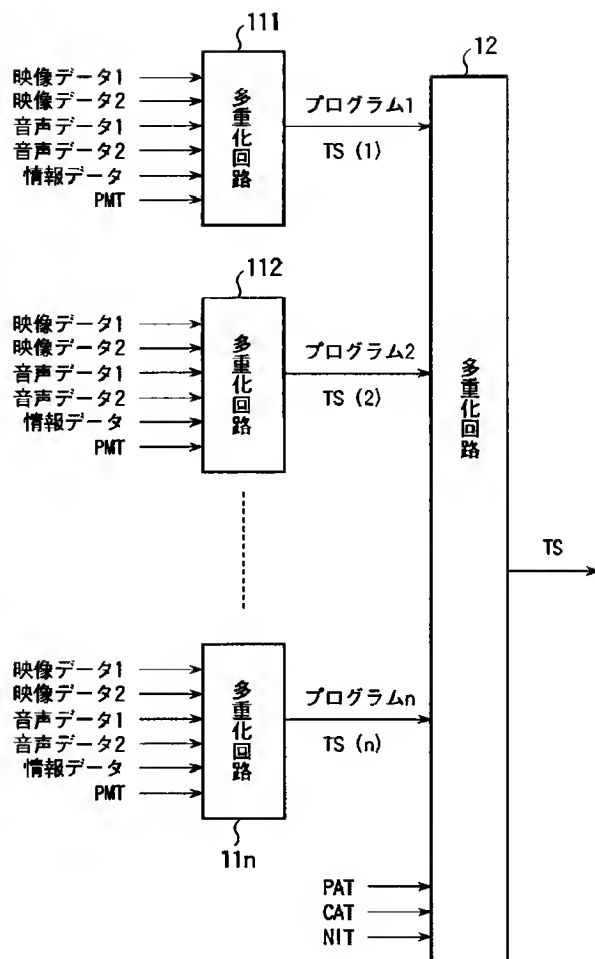 111
映像データ1
映像データ2
音声データ1
音声データ2
情報データ
PMT
多重化回路
プログラム1
TS (1)
12
多重化回路
112
映像データ1
映像データ2
音声データ1
音声データ2
情報データ
PMT
多重化回路
プログラム2
TS (2)
TS
映像データ1
映像データ2
音声データ1
音声データ2
情報データ
PMT
多重化回路
プログラムn
TS (n)
11n
PAT
CAT
NIT